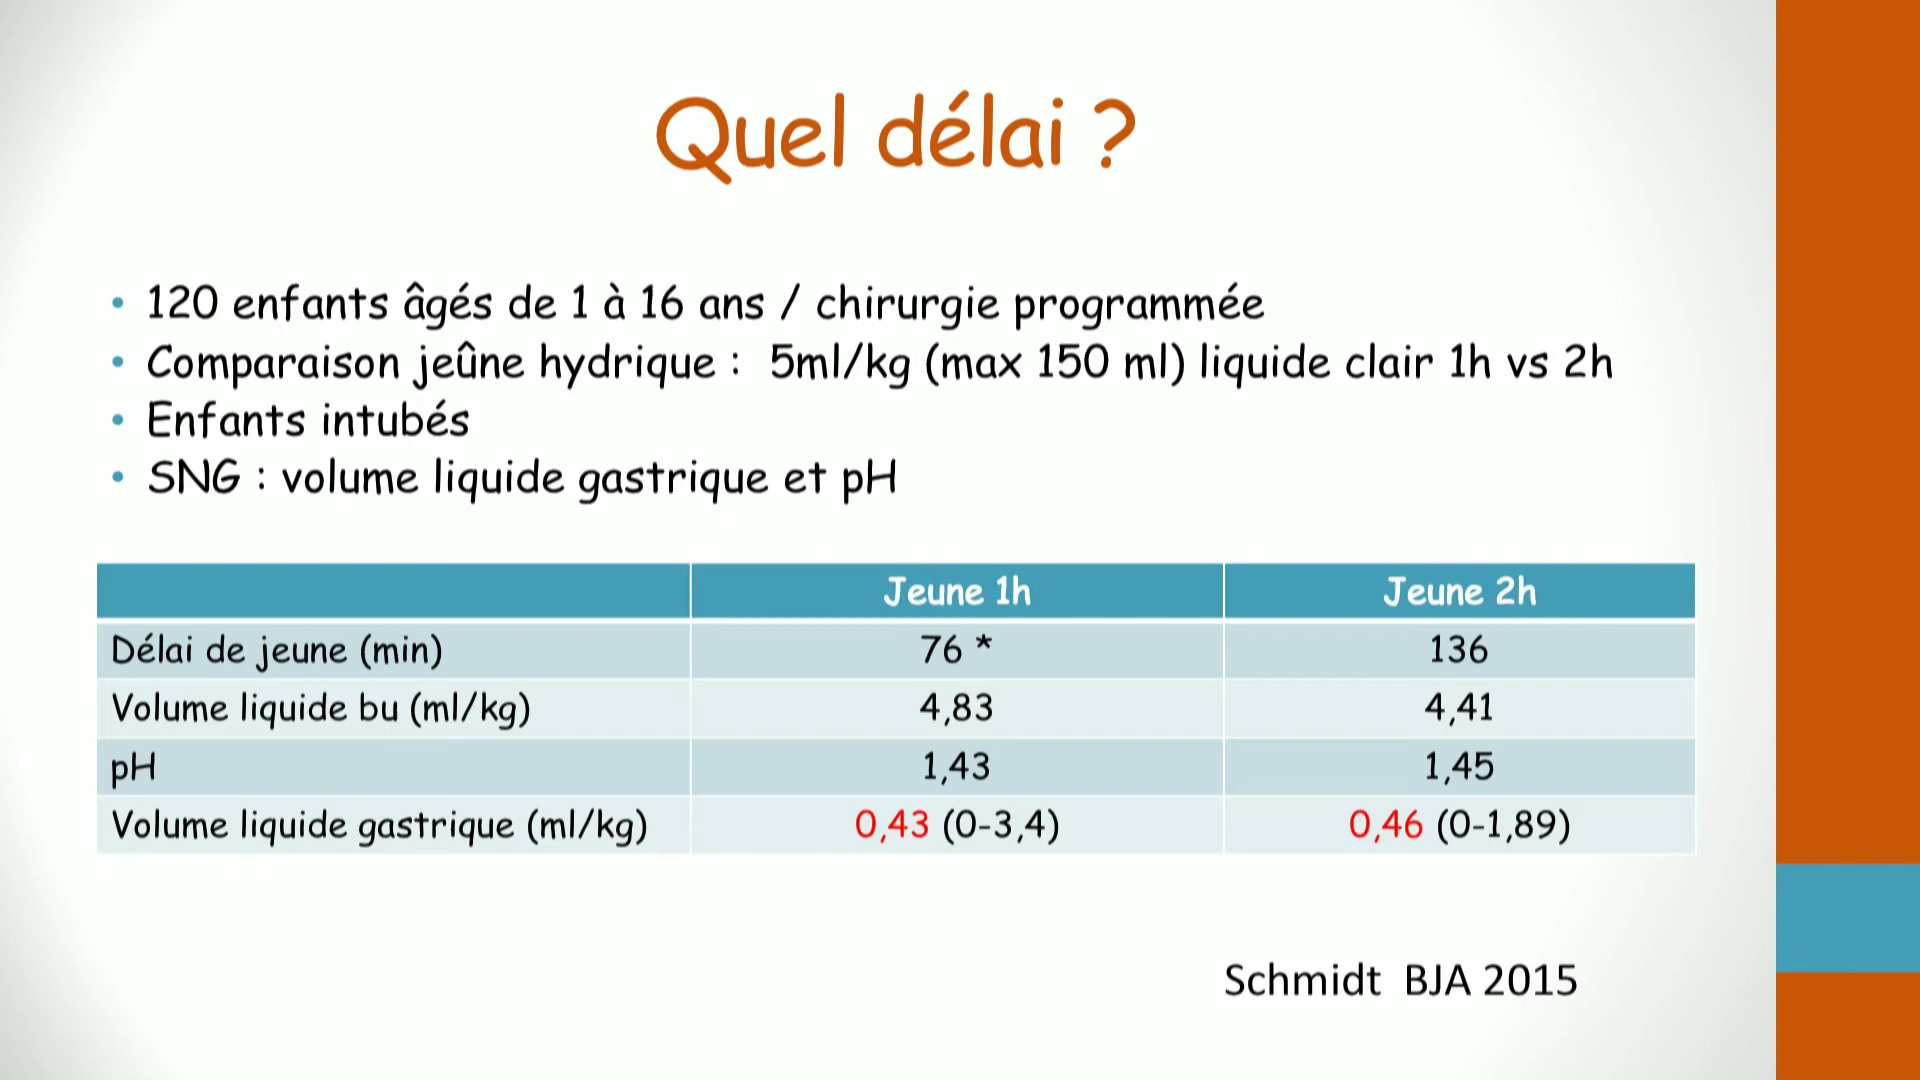 Quel délai ?
• 120 enfants âgés de 1 à 16 ans / chirurgie programmée
• Comparaison jeûne hydrique : 5ml/kg (max 150 ml) liquide clair 1h vs 2h
• Enfants intubés
• SNG : volume liquide gastrique et pH
Jeune 1h Jeune 2h
Délai de jeune (min) 76 * 136
Volume liquide bu (ml/kg) 4,83 4,41
pH 1,43 1,45
Volume liquide gastrique (ml/kg) 0,43 (0-3,4) 0,46 (0-1,89)
Schmidt BJA 2015